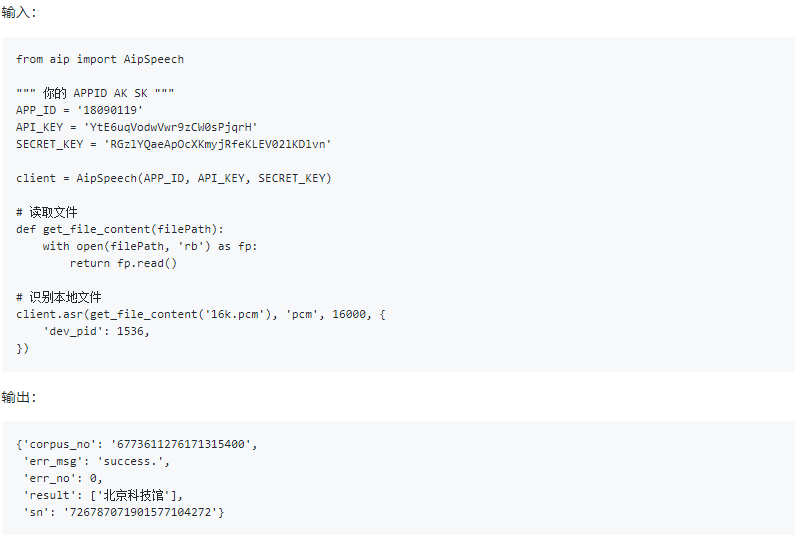 输入：
from aip import AipSpeech
""" 你的 APPID AK SK """
APP_ID = '18090119'
API_KEY = 'YtE6uqVodwVwr9zCW0sPjqrH'
SECRET_KEY = 'RGzlYQaeApOcXKmyjRfeKLEV02lKDlvn'
client = AipSpeech(APP_ID, API_KEY, SECRET_KEY)
# 读取文件
def get_file_content(filePath):
    with open(filePath, 'rb') as fp:
        return fp.read()
# 识别本地文件
client.asr(get_file_content('16k.pcm'), 'pcm', 16000, {
    'dev_pid': 1536,
})
输出：
{'corpus_no': '6773611276171315400',
 'err_msg': 'success.',
 'err_no': 0,
 'result': ['北京科技馆'],
 'sn': '726787071901577104272'}